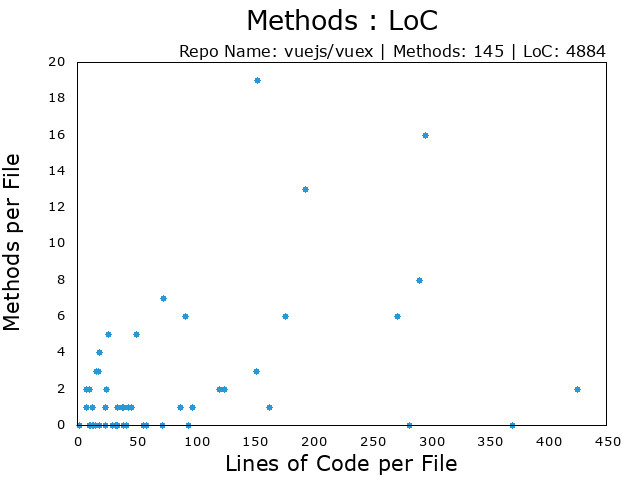 Methods : LoC
Repo Name: vuejs/vuex | Methods: 145 | LoC: 4884
20
18
16
14
12
10
8
6
4
2
0
Methods per File
0 50 100 150 200 250 300 350 400 450
Lines of Code per File